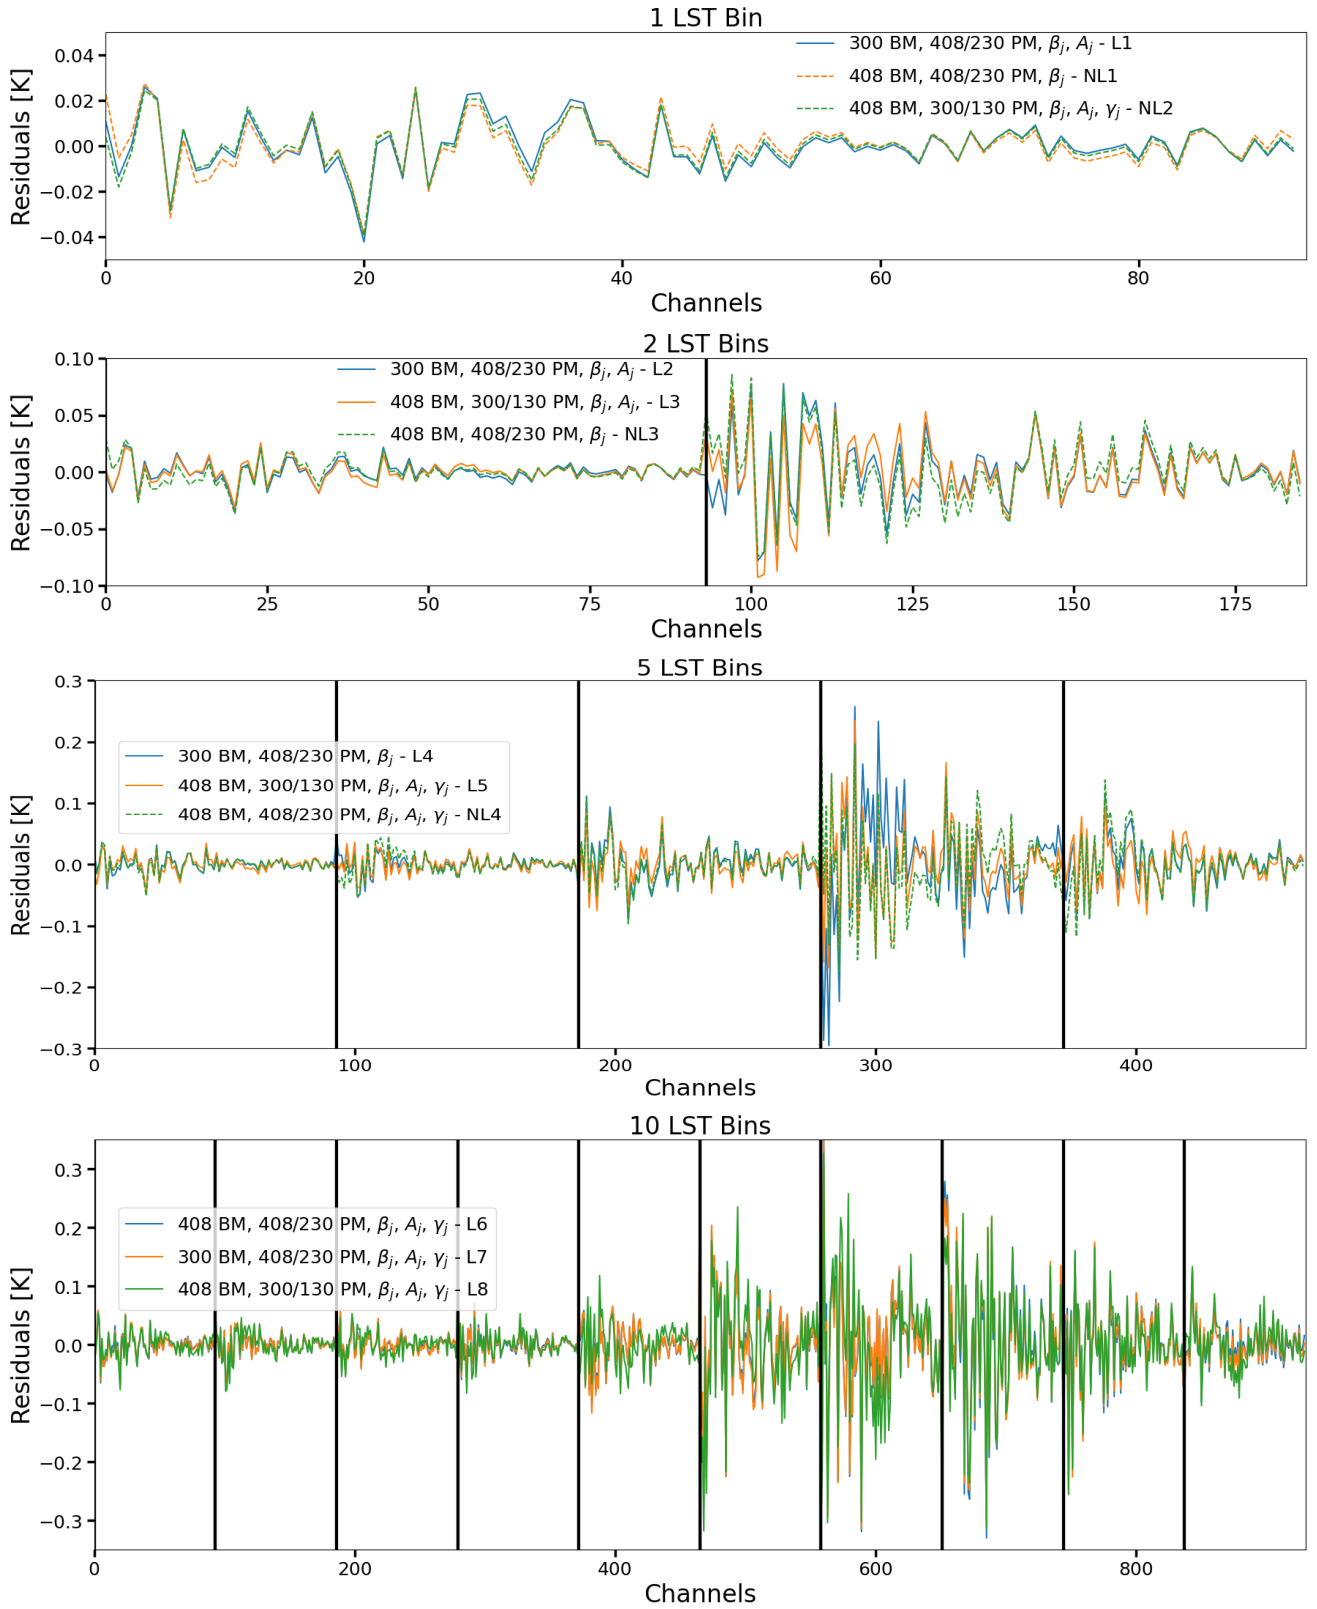 1 LST Bin
Residuals [K]
0.04
0.02
0.00
−0.02
−0.04
300 BM, 408/230 PM, βj, Aj - L1
408 BM, 408/230 PM, βj - NL1
408 BM, 300/130 PM, βj, Aj, γj - NL2
0 20 40 60 80
Channels
2 LST Bins
Residuals [K]
0.10
0.05
0.00
−0.05
−0.10
300 BM, 408/230 PM, βj, Aj - L2
408 BM, 300/130 PM, βj, Aj, - L3
408 BM, 408/230 PM, βj - NL3
0 25 50 75 100 125 150 175
Channels
5 LST Bins
Residuals [K]
0.3
0.2
0.1
0.0
−0.1
−0.2
−0.3
300 BM, 408/230 PM, βj - L4
408 BM, 300/130 PM, βj, Aj, γj - L5
408 BM, 408/230 PM, βj, Aj, γj - NL4
0 100 200 300 400
Channels
10 LST Bins
Residuals [K]
0.3
0.2
0.1
0.0
−0.1
−0.2
−0.3
408 BM, 408/230 PM, βj, Aj, γj - L6
300 BM, 408/230 PM, βj, Aj, γj - L7
408 BM, 300/130 PM, βj, Aj, γj - L8
0 200 400 600 800
Channels